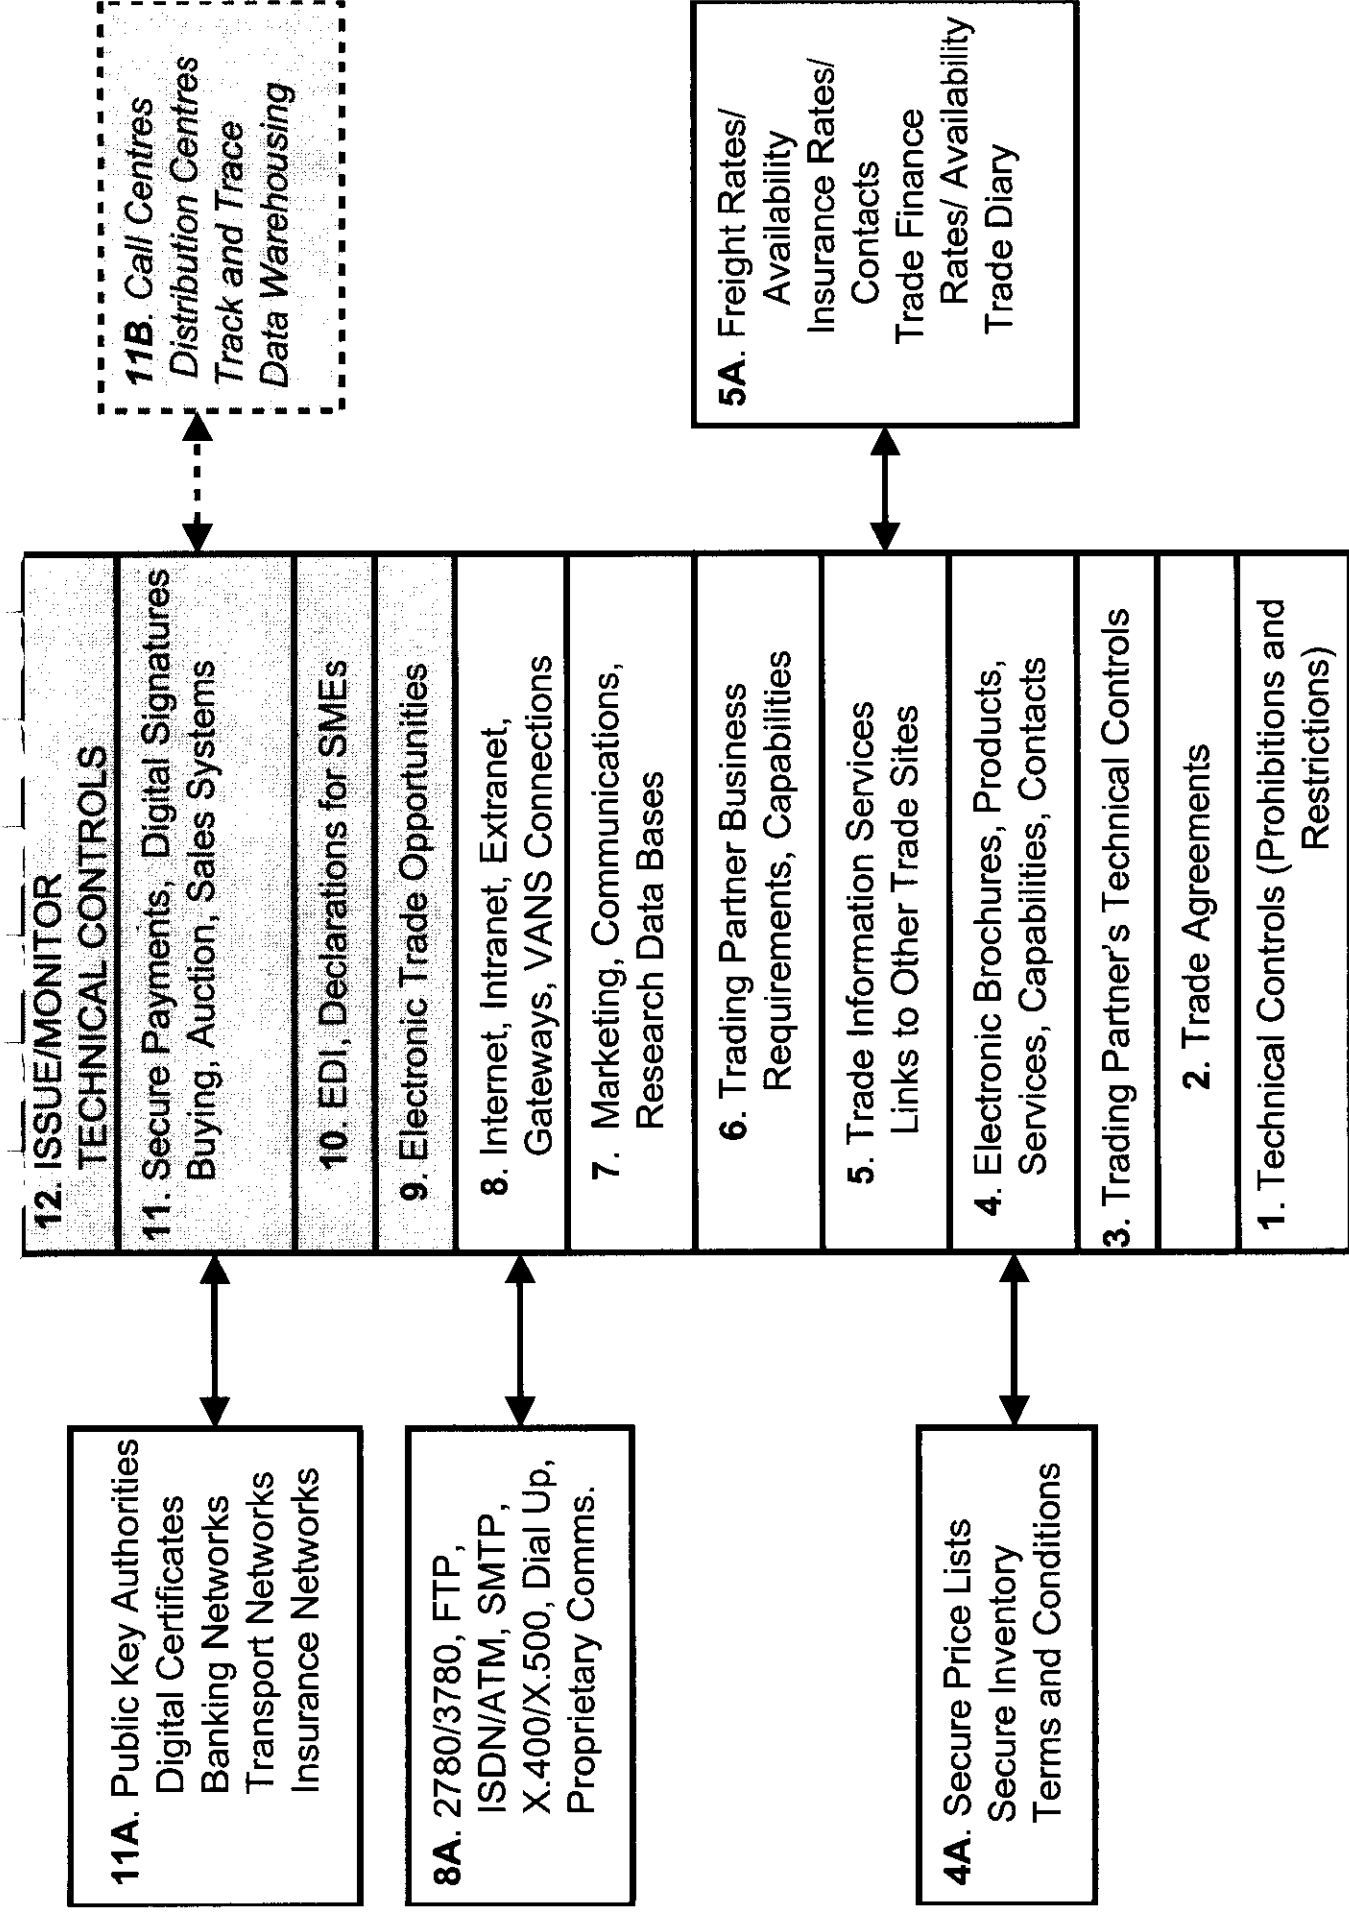 12. ISSUE/MONITOR
TECHNICAL CONTROLS
11. Secure Payments, Digital Signatures
Buying, Auction, Sales Systems
10. EDI, Declarations for SMEs
9. Electronic Trade Opportunities
8. Internet, Intranet, Extranet,
Gateways, VANS Connections
7. Marketing, Communications,
Research Data Bases
6. Trading Partner Business
Requirements, Capabilities
5. Trade Information Services
Links to Other Trade Sites
4. Electronic Brochures, Products,
Services, Capabilities, Contacts
3. Trading Partner's Technical Controls
2. Trade Agreements
1. Technical Controls (Prohibitions and
Restrictions)
11A. Public Key Authorities
Digital Certificates
Banking Networks
Transport Networks
Insurance Networks
8A. 2780/3780, FTP,
ISDN/ATM, SMTP,
X.400/X.500, Dial Up,
Proprietary Comms.
4A. Secure Price Lists
Secure Inventory
Terms and Conditions
11B. Call Centres
Distribution Centres
Track and Trace
Data Warehousing
5A. Freight Rates/
Availability
Insurance Rates/
Contacts
Trade Finance
Rates/ Availability
Trade Diary